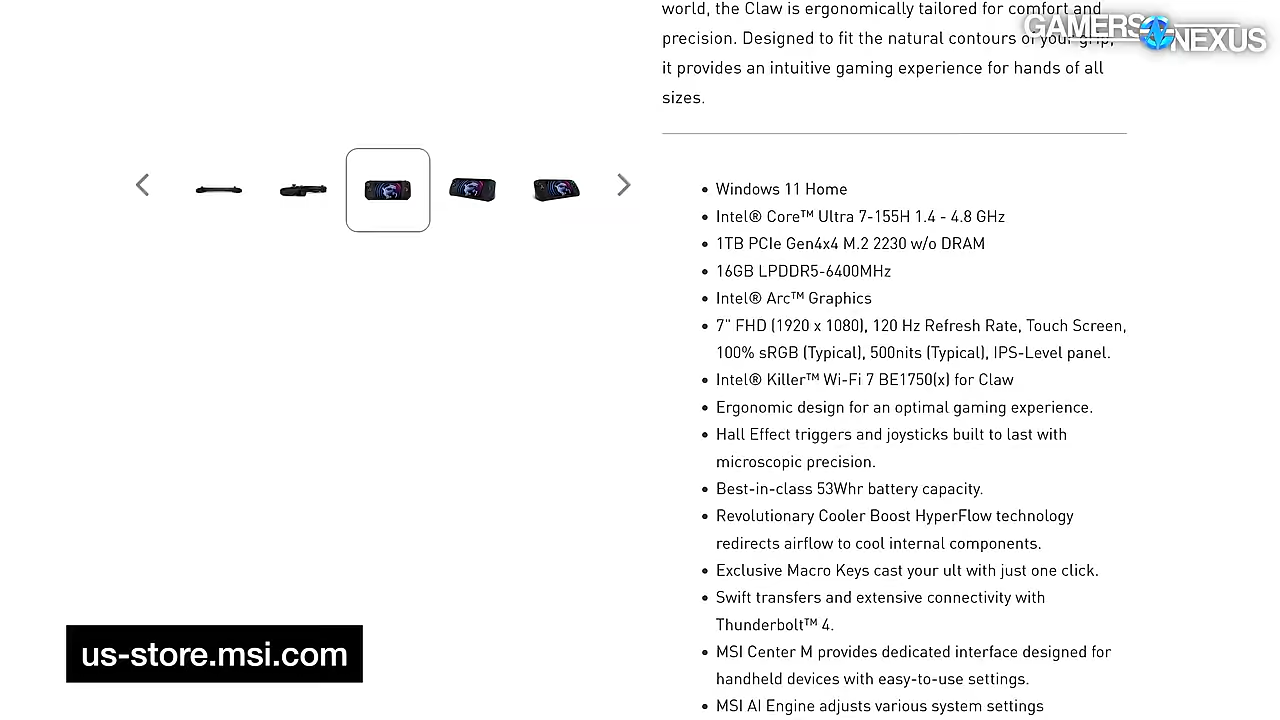 world, the Claw is ergonomically tailored for comfort and
precision. Designed to fit the natural contours of your grip,
it provides an intuitive gaming experience for hands of all
sizes.
GAMERS NEXUS
Windows 11 Home
Intel® Core™ Ultra 7-155H 1.4 - 4.8 GHz
1TB PCIe Gen4x4 M.2 2230 w/o DRAM
16GB LPDDR5-6400MHz
Intel® Arc™ Graphics
7" FHD (1920 x 1080), 120 Hz Refresh Rate, Touch Screen,
100% sRGB (Typical), 500nits (Typical), IPS-Level panel.
Intel® Killer™ Wi-Fi 7 BE1750(x) for Claw
Ergonomic design for an optimal gaming experience.
Hall Effect triggers and joysticks built to last with
microscopic precision.
Best-in-class 53Whr battery capacity.
Revolutionary Cooler Boost HyperFlow technology
redirects airflow to cool internal components.
Exclusive Macro Keys cast your ult with just one click.
Swift transfers and extensive connectivity with
Thunderbolt™ 4.
MSI Center M provides dedicated interface designed for
handheld devices with easy-to-use settings.
MSI AI Engine adjusts various system settings
us-store.msi.com